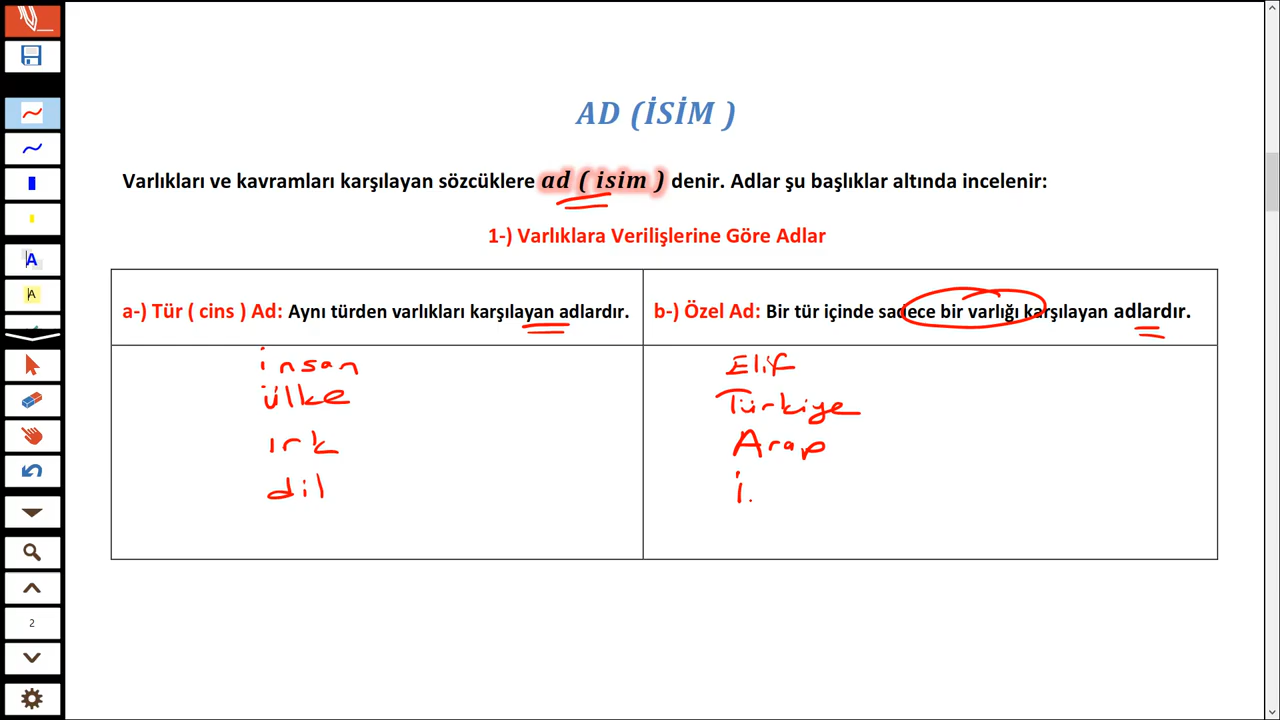 AD (İSİM )
Varlıkları ve kavramları karşılayan sözcüklere ad ( isim ) denir. Adlar şu başlıklar altında incelenir:
1-) Varlıklara Verilişlerine Göre Adlar
a-) Tür ( cins ) Ad: Aynı türden varlıkları karşılayan adlardır.
b-) Özel Ad: Bir tür içinde sadece bir varlığı karşılayan adlardır.
insan
ülke
ırk
dil
Elif
Türkiye
Arap
İ
A
A
2